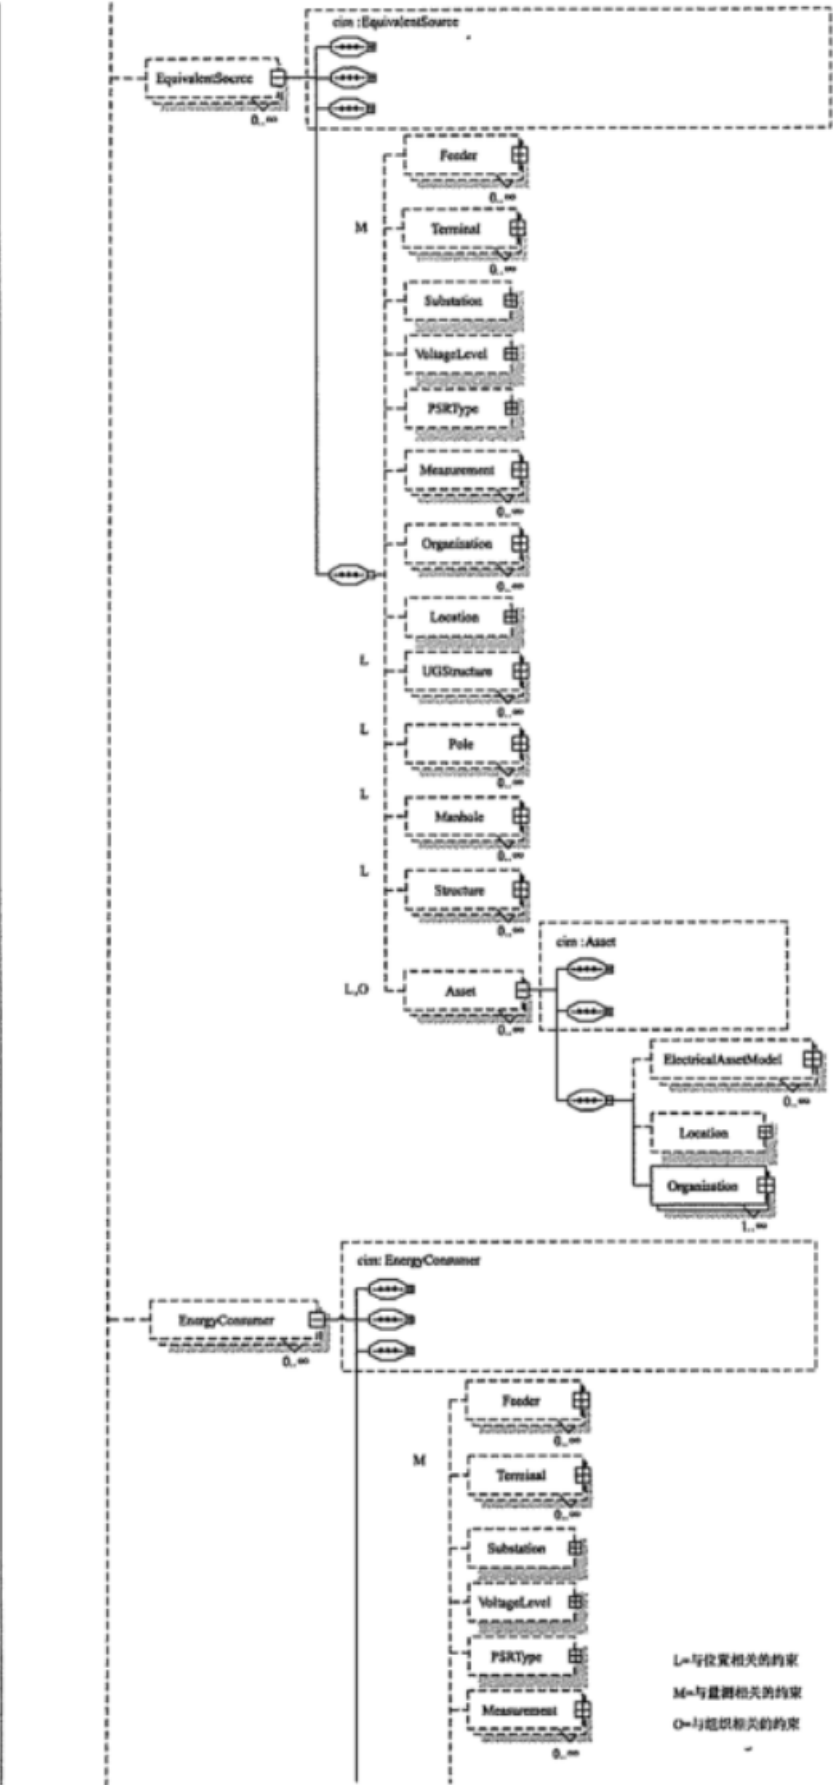 cim :EquivalentSource
EquivalentSource
0..∞
Feeder
0..∞
M
Terminal
0..∞
Substation
VoltageLevel
PSRType
Measurement
0..∞
Organization
0..∞
Location
L
UGStructure
0..∞
L
Pole
0..∞
L
Manhole
0..∞
L
Structure
0..∞
cim :Asset
L,O
Asset
0..∞
ElectricalAssetModel
0..∞
Location
Organization
1..∞
cim: EnergyConsumer
EnergyConsumer
0..∞
Feeder
0..∞
M
Terminal
0..∞
Substation
VoltageLevel
PSRType
Measurement
0..∞
L=与位置相关的约束
M=与量测相关的约束
O=与组织相关的约束